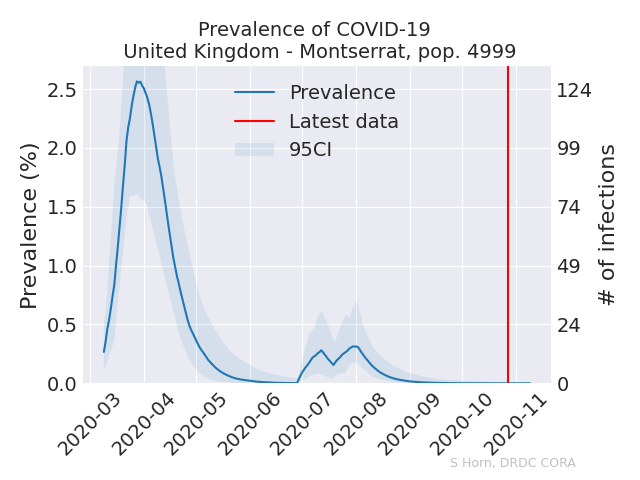 Prevalence of COVID-19
United Kingdom - Montserrat, pop. 4999
Prevalence
Latest data
95CI
Prevalence (%)
2.5
2.0
1.5
1.0
0.5
0.0
124
99
74
49
24
0
# of infections
2020-03
2020-04
2020-05
2020-06
2020-07
2020-08
2020-09
2020-10
2020-11
S Horn, DRDC CORA